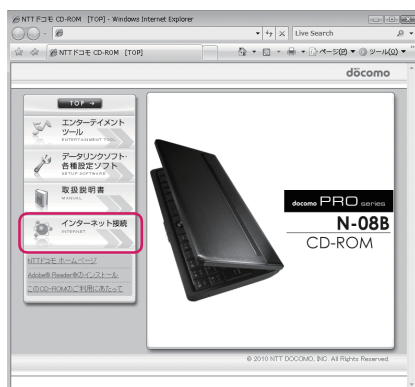 NTTドコモ CD-ROM [TOP] - Windows Internet Explorer
Live Search
NTTドコモ CD-ROM [TOP]
ページ(P) ▼ ツール(O) ▼
döcomo
TOP →
エンターテイメント
ツール
ENTERTAINMENT TOOL
データリンクソフト・
各種設定ソフト
SETUP SOFTWARE
取扱説明書
MANUAL
インターネット接続
INTERNET
NTTドコモ ホームページ
Adobe® Reader®のインストール
このCD-ROMのご利用にあたって
docomo PRO series
N-08B
CD-ROM
© 2010 NTT DOCOMO, INC. All Rights Reserved.